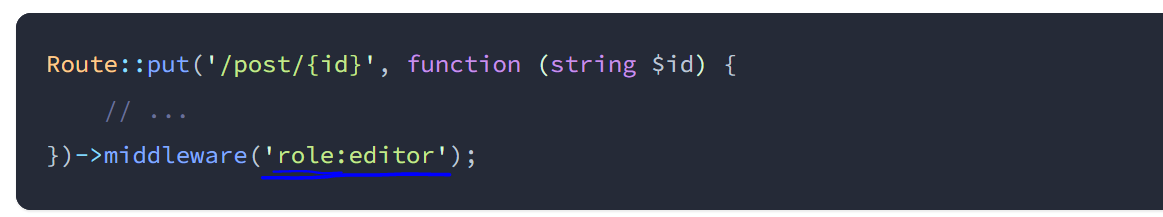 Route::put('/post/{id}', function (string $id) {
// ...
})->middleware('role:editor');